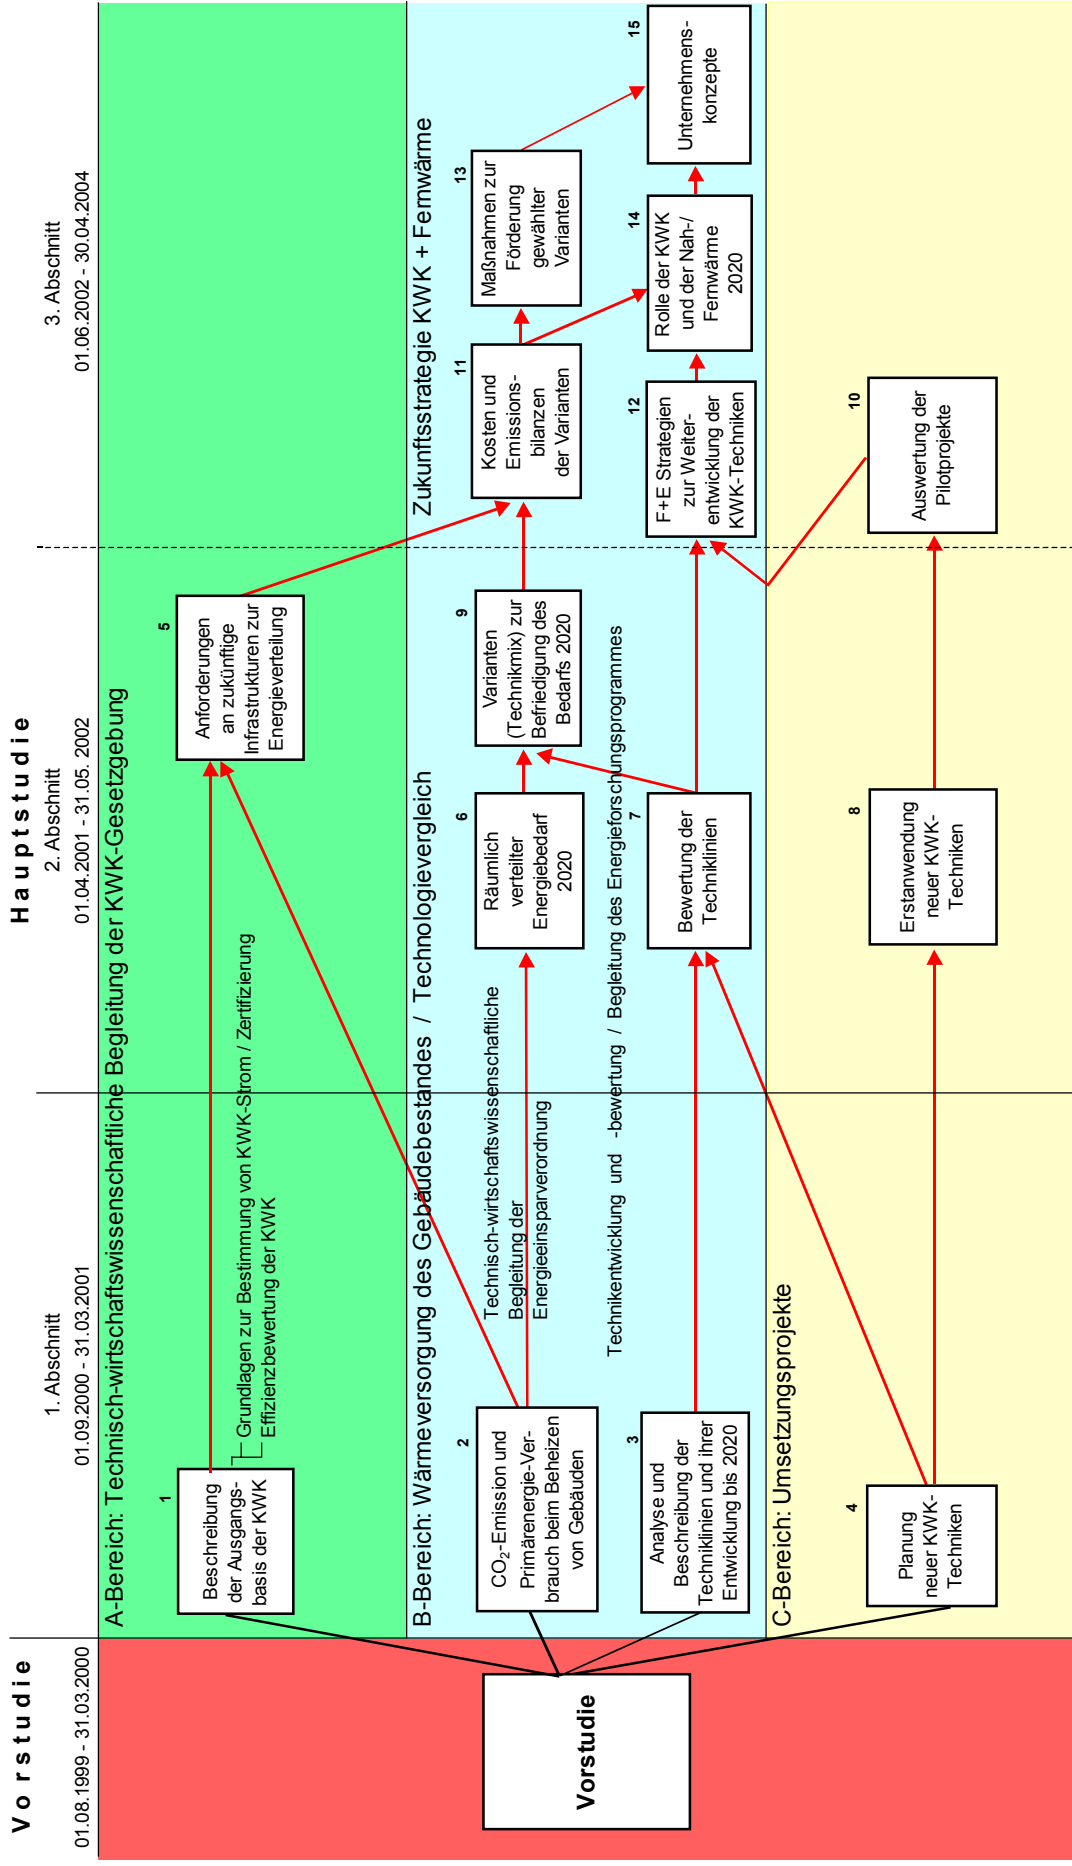 V o r s t u d i e
01.08.1999 - 31.03.2000
Vorstudie
H a u p t s t u d i e
1. Abschnitt
01.09.2000 - 31.03.2001
2. Abschnitt
01.04.2001 - 31.05. 2002
3. Abschnitt
01.06.2002 - 30.04.2004
A-Bereich: Technisch-wirtschaftswissenschaftliche Begleitung der KWK-Gesetzgebung
1
Beschreibung
der Ausgangs-
basis der KWK
Grundlagen zur Bestimmung von KWK-Strom / Zertifizierung
Effizienzbewertung der KWK
5
Anforderungen
an zukünftige
Infrastrukturen zur
Energieverteilung
B-Bereich: Wärmeversorgung des Gebäudebestandes / Technologievergleich
Zukunftsstrategie KWK + Fernwärme
2
CO₂-Emission und
Primärenergie-Ver-
brauch beim Beheizen
von Gebäuden
Technisch-wirtschaftswissenschaftliche
Begleitung der
Energieeinsparverordnung
6
Räumlich
verteilter
Energiebedarf
2020
9
Varianten
(Technikmix) zur
Befriedigung des
Bedarfs 2020
11
Kosten und
Emissions-
bilanzen
der Varianten
13
Maßnahmen zur
Förderung
gewählter
Varianten
Technikentwicklung und -bewertung / Begleitung des Energieforschungsprogrammes
3
Analyse und
Beschreibung der
Techniklinien und ihrer
Entwicklung bis 2020
7
Bewertung der
Techniklinien
12
F+E Strategien
zur Weiter-
entwicklung der
KWK-Techniken
14
Rolle der KWK
und der Nah-/
Fernwärme
2020
15
Unternehmens-
konzepte
C-Bereich: Umsetzungsprojekte
4
Planung
neuer KWK-
Techniken
8
Erstanwendung
neuer KWK-
Techniken
10
Auswertung der
Pilotprojekte